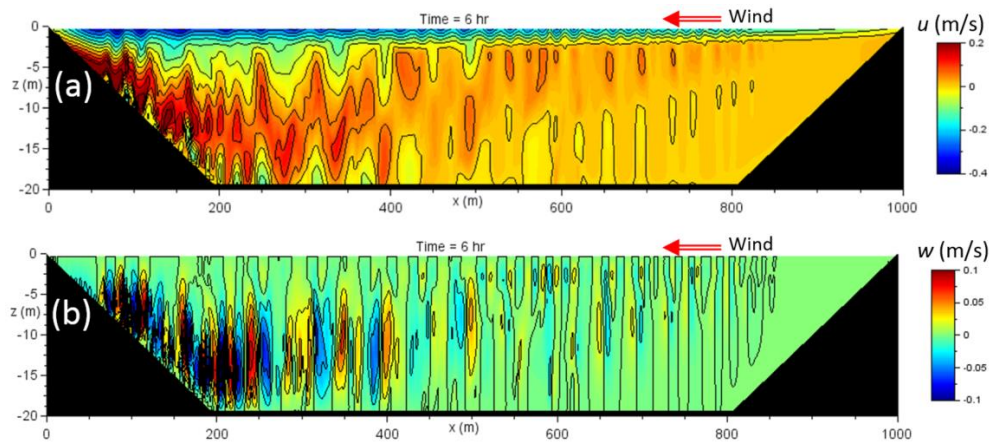 Time = 6 hr
Wind
u (m/s)
0
-5
z (m)
-10
-15
-20
(a)
0.2
0
-0.2
-0.4
0
200
400
x (m)
600
800
1000
Time = 6 hr
Wind
w (m/s)
0
-5
z (m)
-10
-15
-20
(b)
0.1
0.05
0
-0.05
-0.1
0
200
400
x (m)
600
800
1000